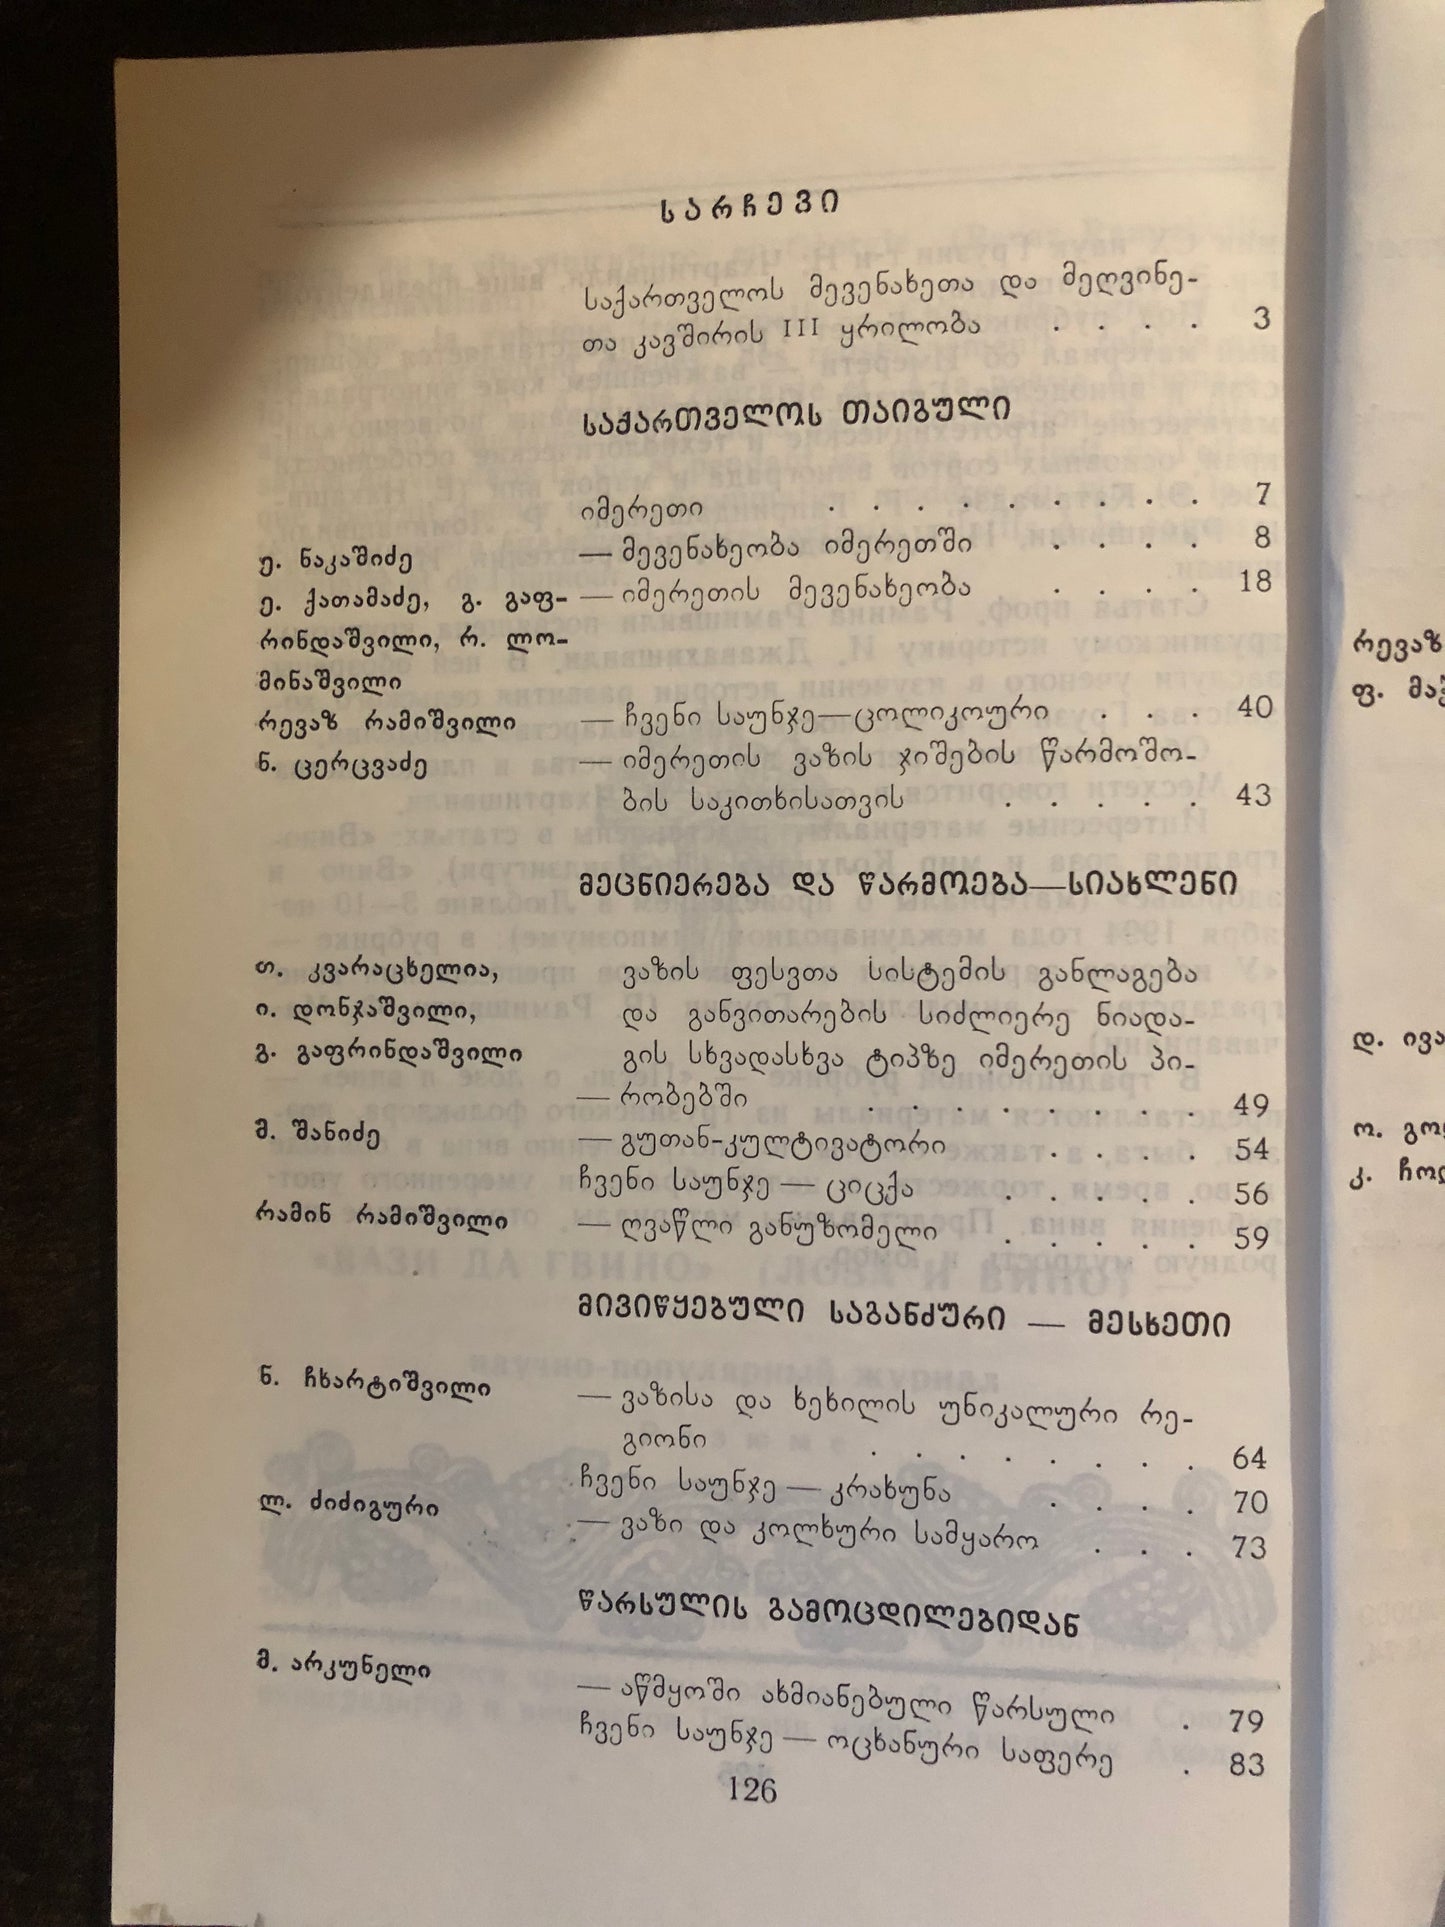 სარჩევი
საქართველოს მევენახეთა და მეღვინე-
თა კავშირის III ყრილობა . . . . 3
საქართველოს თაიგული
იმერეთი . . . . . . . . . 7
ე. ნაკაშიძე — მევენახეობა იმერეთში . . . . 8
ე. ქათამაძე, გ. გაფ- — იმერეთის მევენახეობა . . . . 18
რინდაშვილი, რ. ლო-
მინაშვილი
რევაზ რამიშვილი — ჩვენი საუნჯე—ცოლიკოური . . . 40
ნ. ცერცვაძე — იმერეთის ვაზის ჯიშების წარმოშო-
ბის საკითხისათვის . . . . . 43
მეცნიერება და წარმოება—სიახლენი
თ. კვარაცხელია, ვაზის ფესვთა სისტემის განლაგება
ი. დონჯაშვილი, და განვითარების სიძლიერე ნიადა-
გ. გაფრინდაშვილი გის სხვადასხვა ტიპზე იმერეთის პი-
— რობებში . . . . . . . . 49
მ. შანიძე — გუთან-კულტივატორი . . . . 54
ჩვენი საუნჯე — ციცქა . . . . . 56
რამინ რამიშვილი — ღვაწლი განუზომელი . . . . . 59
მივიწყებული საგანძური — მესხეთი
ნ. ჩხარტიშვილი — ვაზისა და ხეხილის უნიკალური რე-
გიონი . . . . . . . . 64
ჩვენი საუნჯე — კრახუნა . . . . 70
ლ. ძიძიგური — ვაზი და კოლხური სამყარო . . . 73
წარსულის გამოცდილებიდან
მ. არკუნელი — აწმყოში ახმიანებული წარსული . 79
ჩვენი საუნჯე — ოცხანური საფერე . 83
126
რევაზ
ფ.
დ. ივა
ო.
კ.